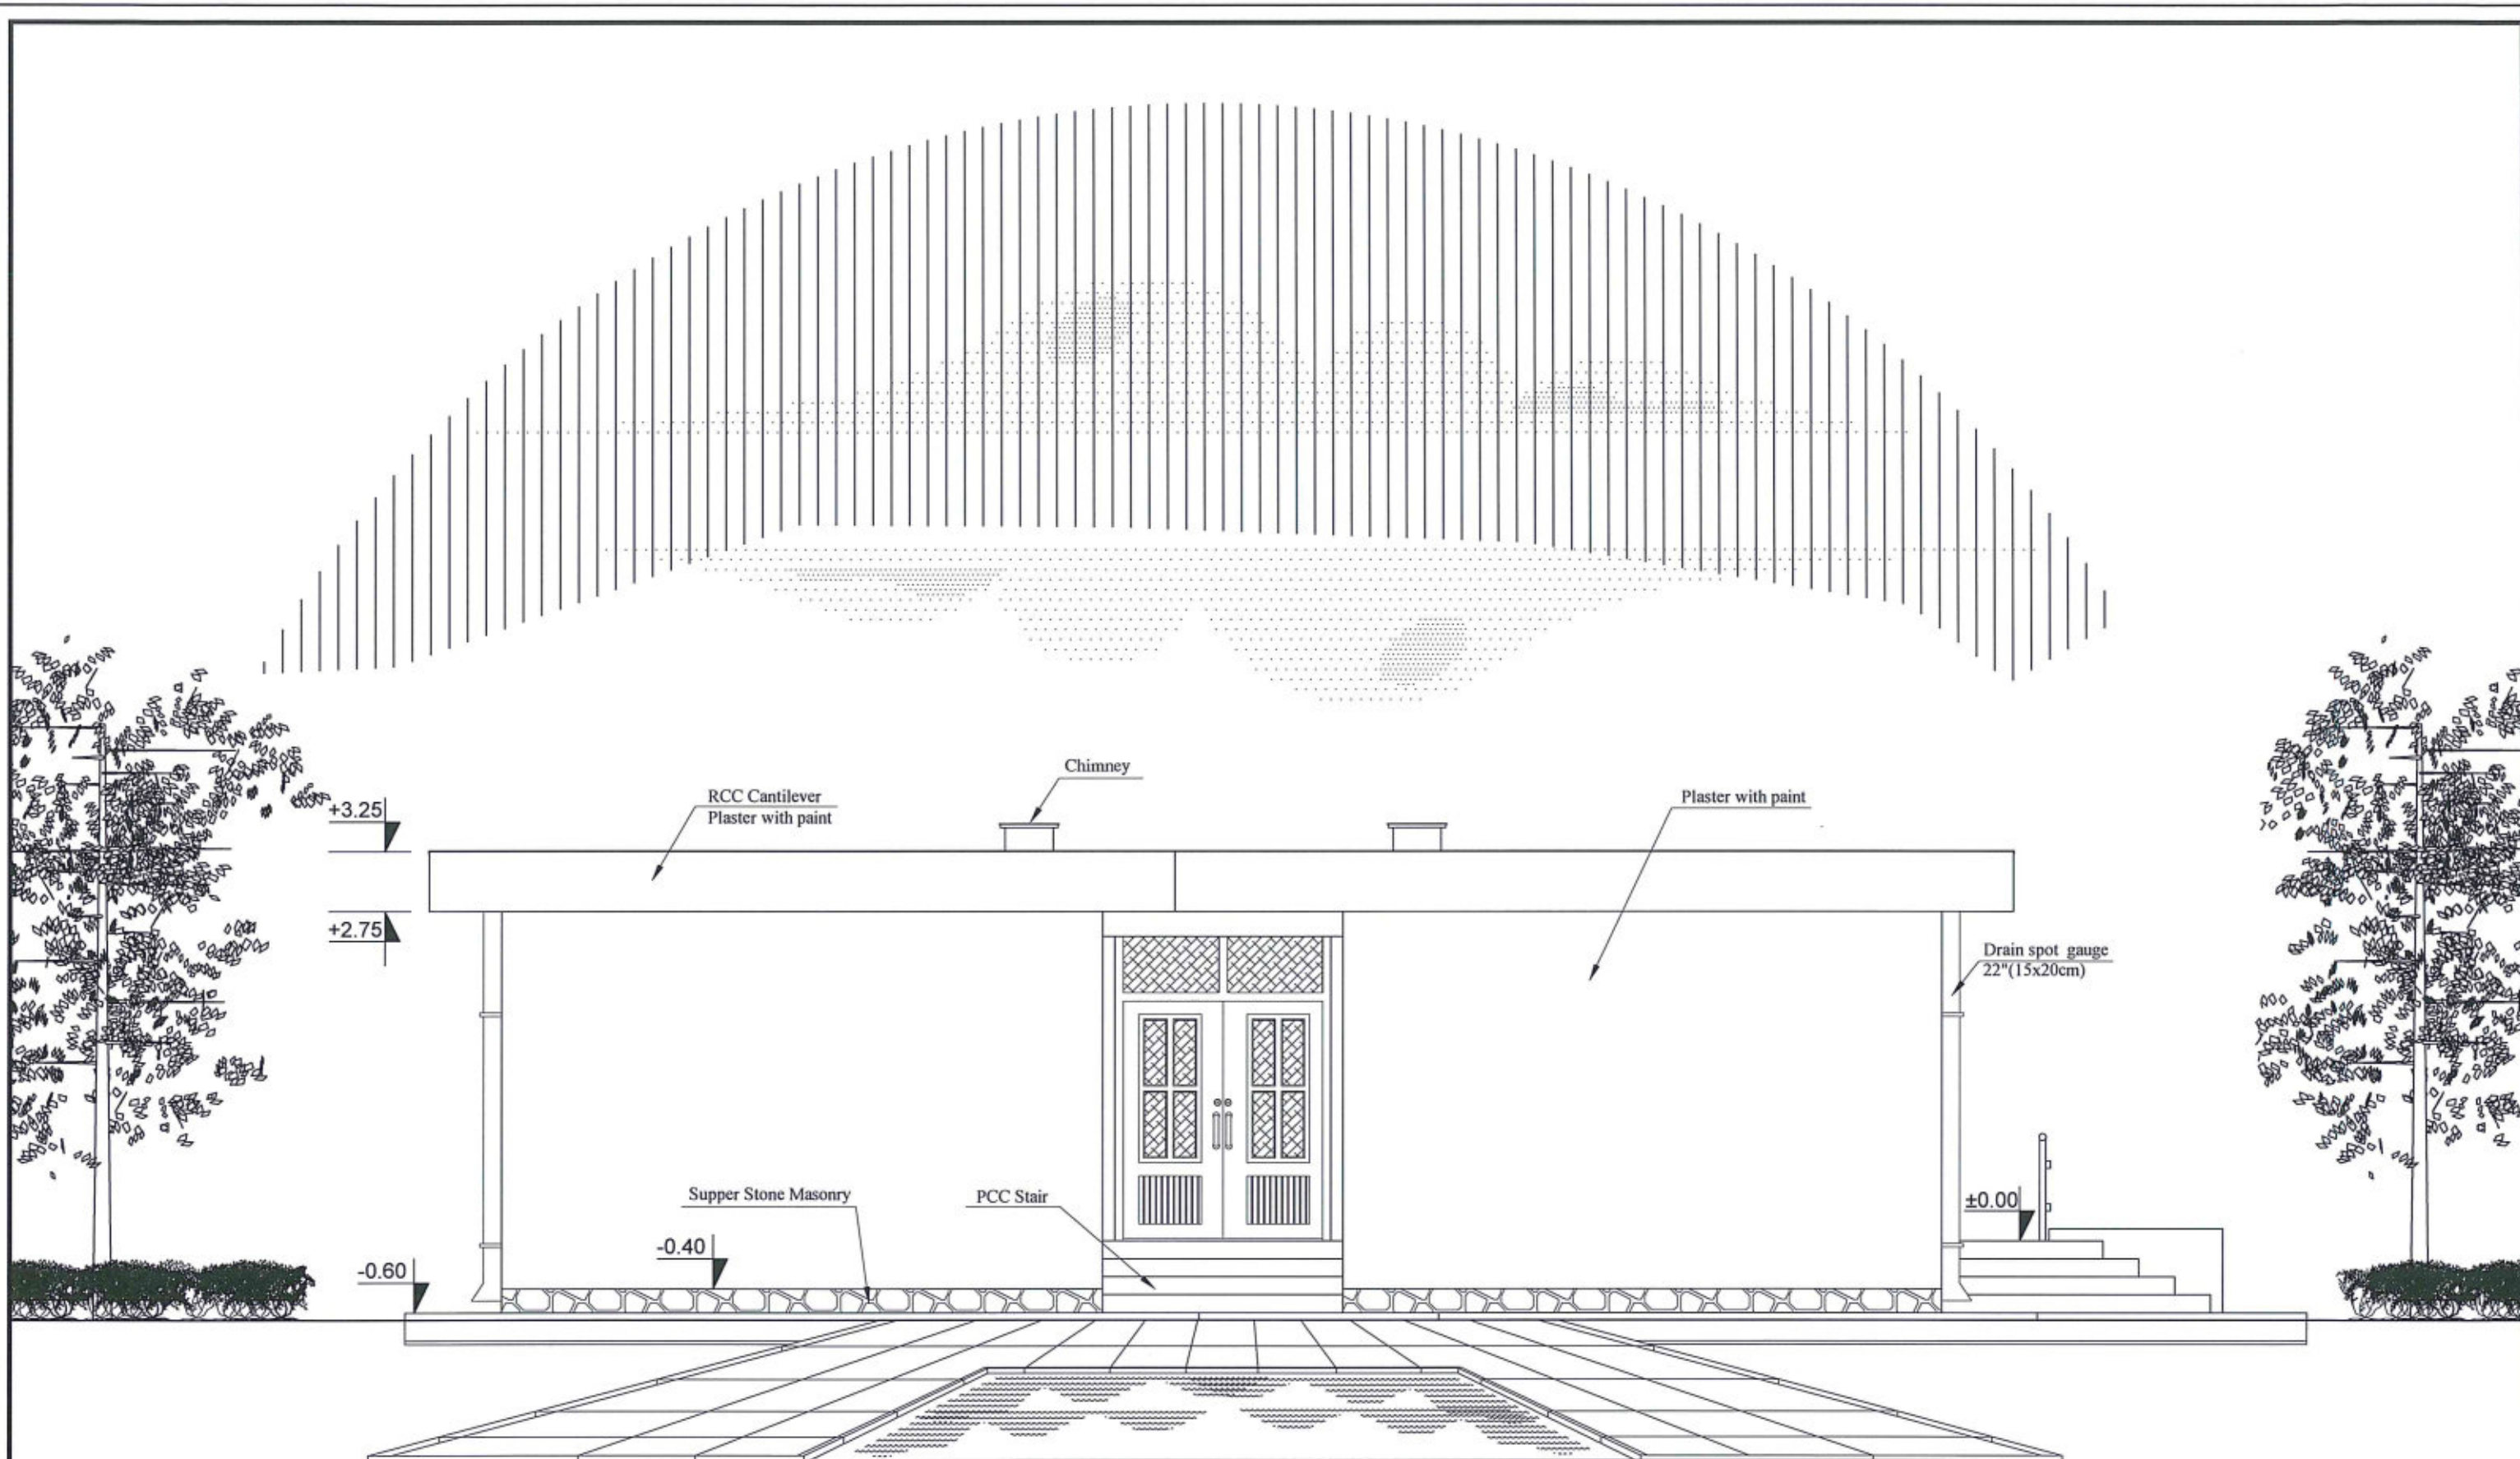 Chimney
RCC Cantilever
Plaster with paint
Plaster with paint
+3.25
+2.75
Drain spot gauge
22"(15x20cm)
Supper Stone Masonry
PCC Stair
±0.00
-0.40
-0.60